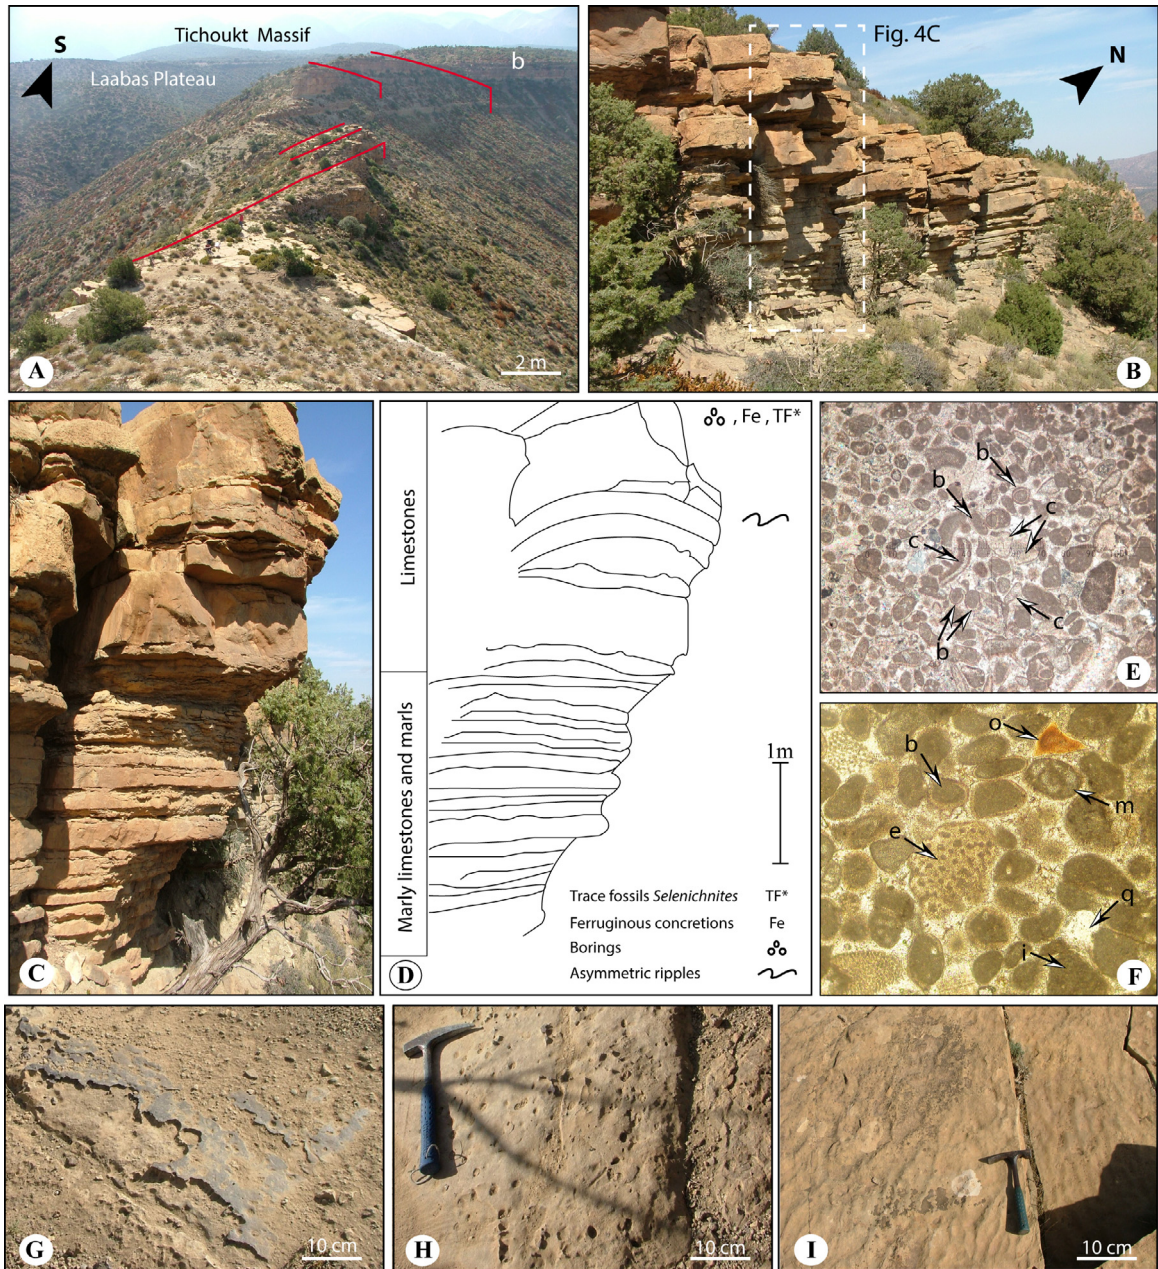 S
Tichoukt Massif
Laabas Plateau
b
2 m
A
Fig. 4C
N
B
C
Limestones
Marly limestones and marls
, Fe , TF*
1m
Trace fossils Selenichnites TF*
Ferruginous concretions Fe
Borings
Asymmetric ripples
D
b
b
c
c
c
b
E
o
b
m
e
q
i
F
G
10 cm
H
10 cm
I
10 cm